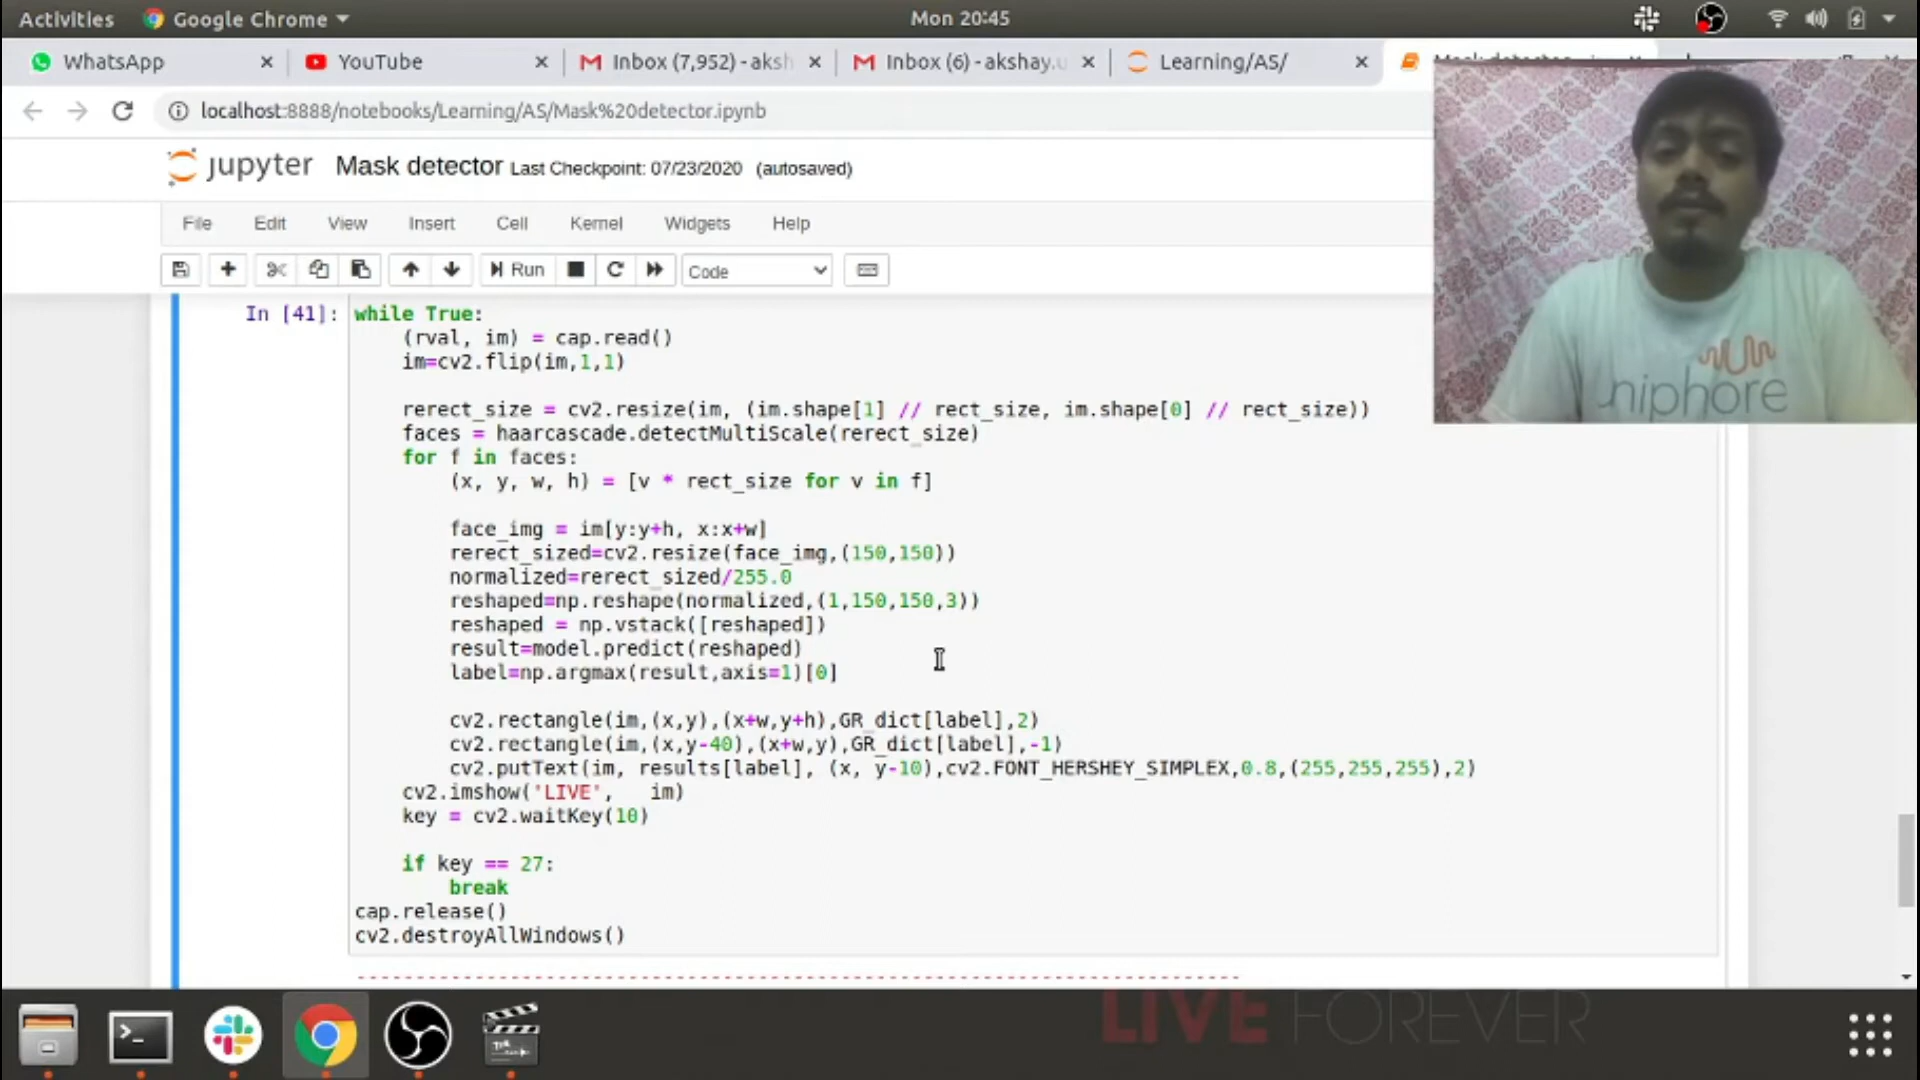 Activities
Google Chrome
Mon 20:45
WhatsApp
YouTube
Inbox (7,952) - aksh
Inbox (6) - akshay.u
Learning/AS/
Mask detector
localhost:8888/notebooks/Learning/AS/Mask%20detector.ipynb
jupyter Mask detector Last Checkpoint: 07/23/2020 (autosaved)
File Edit View Insert Cell Kernel Widgets Help
Run
Code
niphore
In [41]: while True:
(rval, im) = cap.read()
im=cv2.flip(im,1,1)
rerect_size = cv2.resize(im, (im.shape[1] // rect_size, im.shape[0] // rect_size))
faces = haarcascade.detectMultiScale(rerect_size)
for f in faces:
(x, y, w, h) = [v * rect_size for v in f]
face_img = im[y:y+h, x:x+w]
rerect_sized=cv2.resize(face_img,(150,150))
normalized=rerect_sized/255.0
reshaped=np.reshape(normalized,(1,150,150,3))
reshaped = np.vstack([reshaped])
result=model.predict(reshaped)
label=np.argmax(result,axis=1)[0]
cv2.rectangle(im,(x,y),(x+w,y+h),GR_dict[label],2)
cv2.rectangle(im,(x,y-40),(x+w,y),GR_dict[label],-1)
cv2.putText(im, results[label], (x, y-10),cv2.FONT_HERSHEY_SIMPLEX,0.8,(255,255,255),2)
cv2.imshow('LIVE', im)
key = cv2.waitKey(10)
if key == 27:
break
cap.release()
cv2.destroyAllWindows()
---------------------------------------------------------------------------
LIVE FOREVER